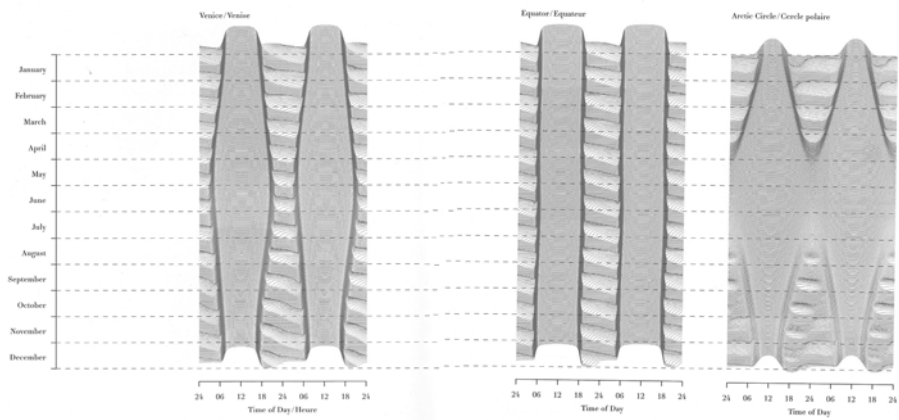 Venice/Venise
Equator/Equateur
Arctic Circle/Cercle polaire
January
February
March
April
May
June
July
August
September
October
November
December
24 06 12 18 24 06 12 18 24
Time of Day/Heure
24 06 12 18 24 06 12 18 24
Time of Day
24 06 12 18 24 06 12 18 24
Time of Day